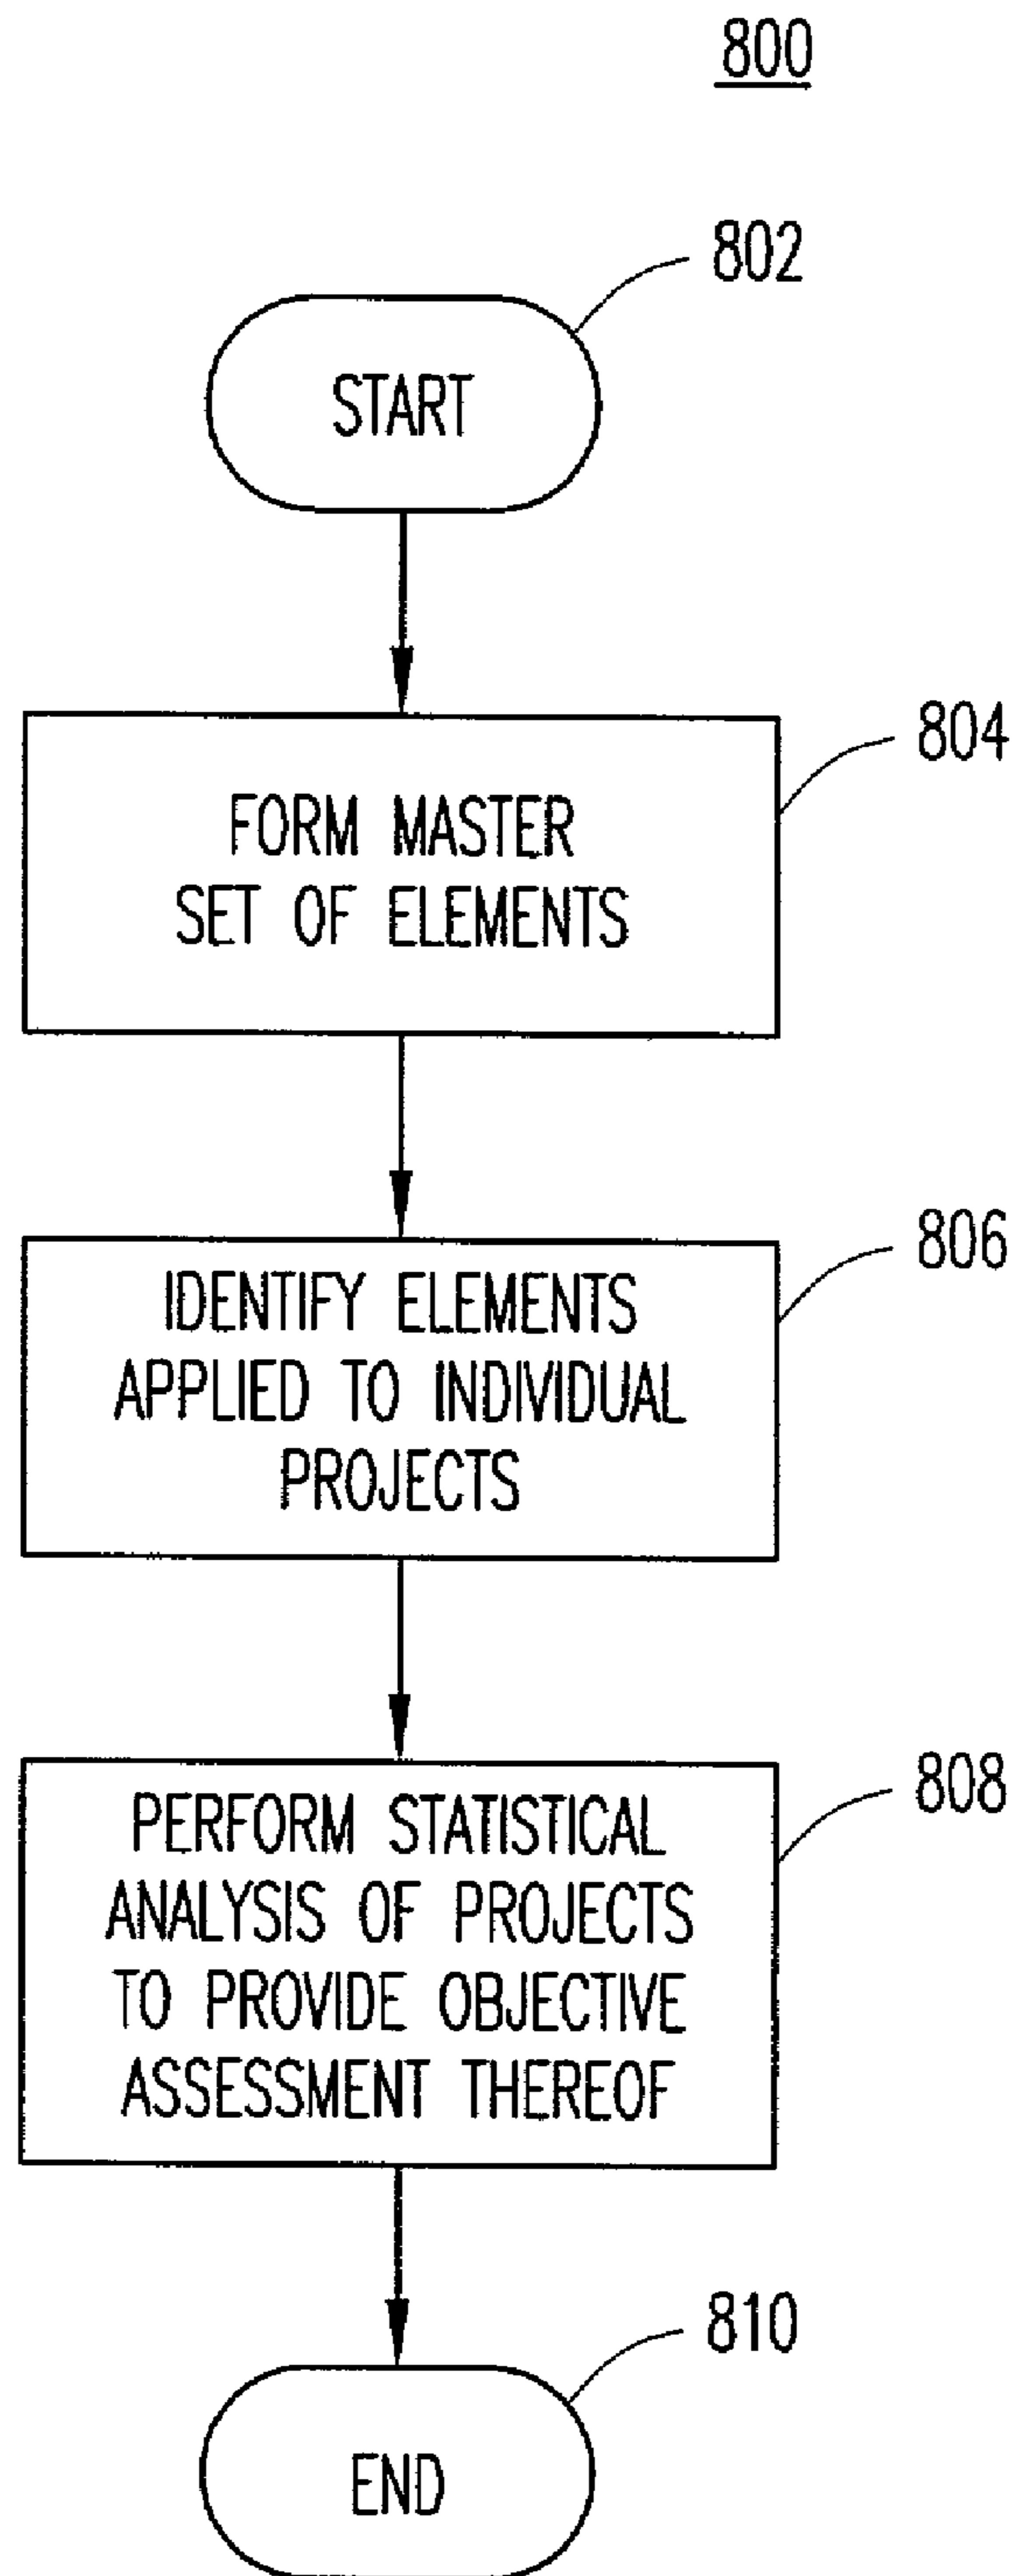 800
802
START
804
FORM MASTER
SET OF ELEMENTS
806
IDENTIFY ELEMENTS
APPLIED TO INDIVIDUAL
PROJECTS
808
PERFORM STATISTICAL
ANALYSIS OF PROJECTS
TO PROVIDE OBJECTIVE
ASSESSMENT THEREOF
810
END